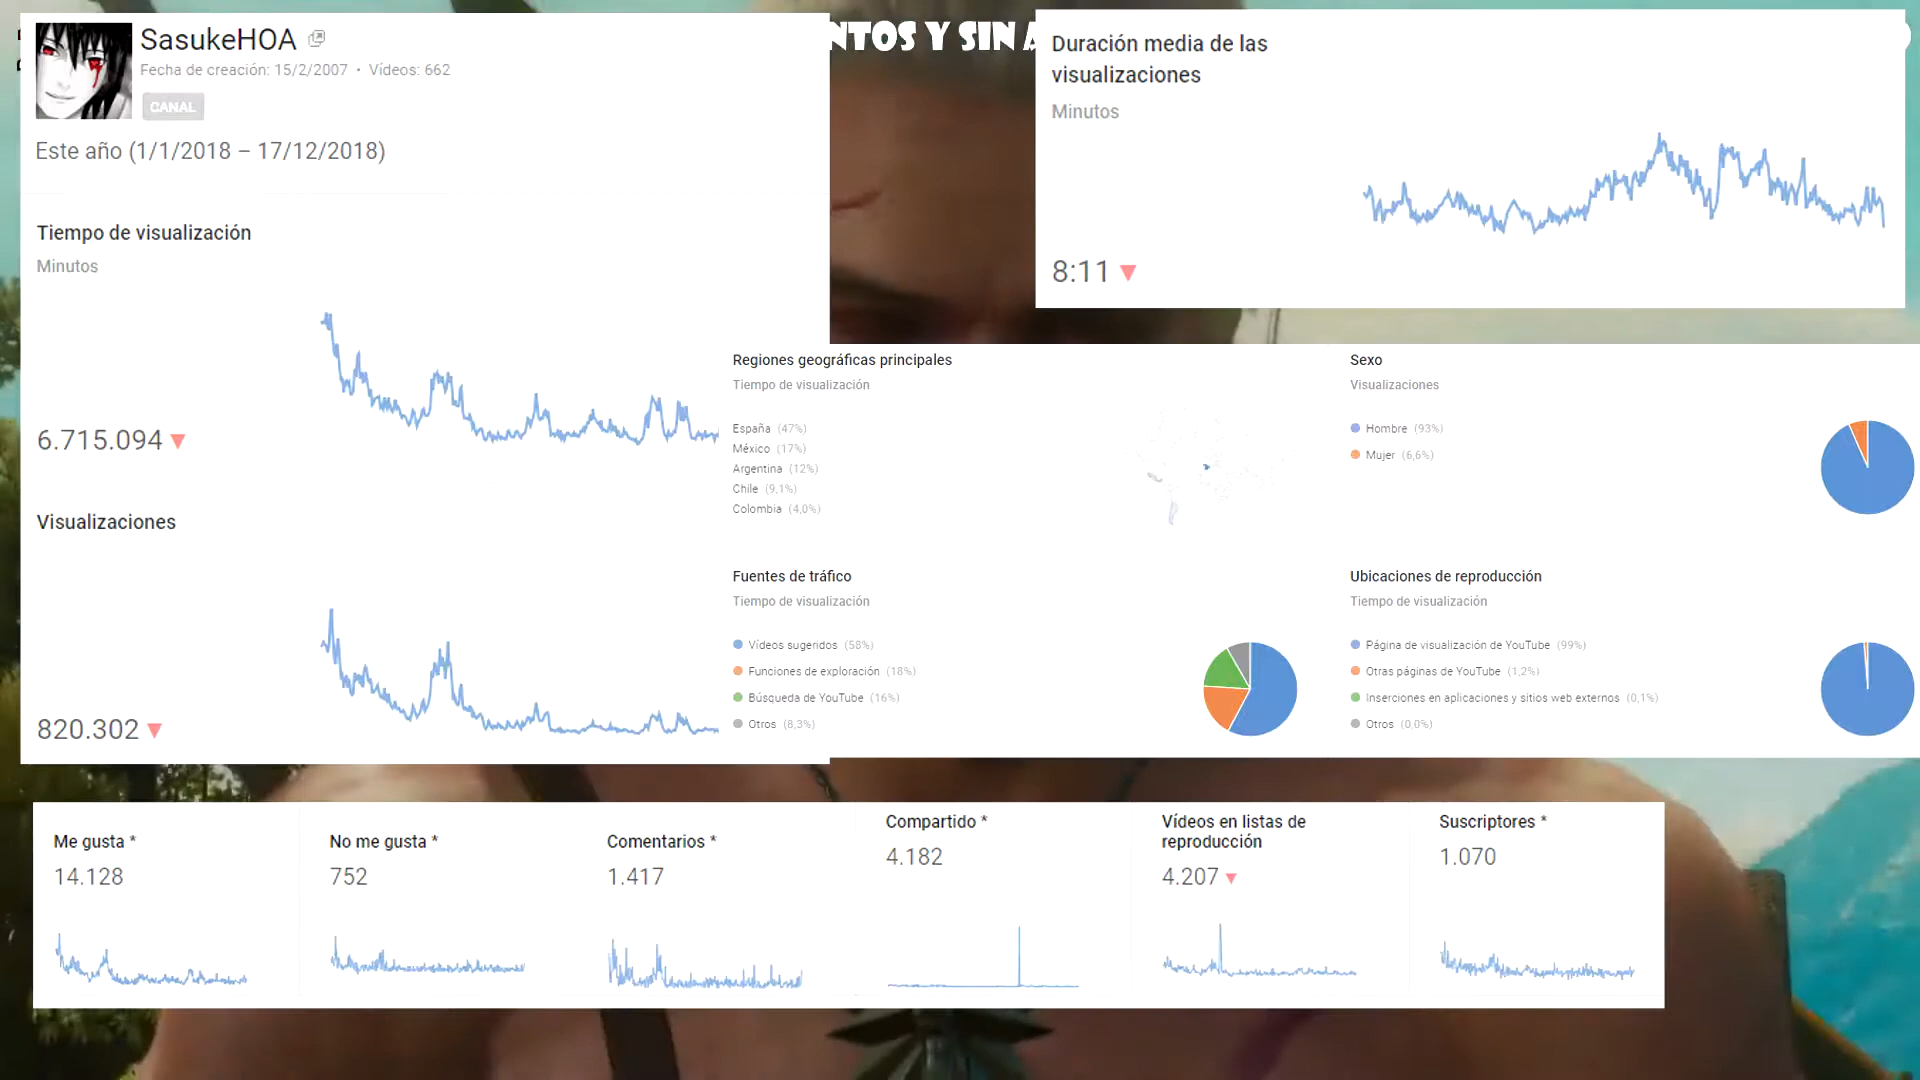 SasukeHOA
Fecha de creación: 15/2/2007 • Vídeos: 662
CANAL
Este año (1/1/2018 – 17/12/2018)
NTOS Y SIN A
Duración media de las
visualizaciones
Minutos
8:11
Tiempo de visualización
Minutos
6.715.094
Visualizaciones
820.302
Regiones geográficas principales
Tiempo de visualización
España (47%)
México (17%)
Argentina (12%)
Chile (9,1%)
Colombia (4,0%)
Sexo
Visualizaciones
Hombre (93%)
Mujer (6,6%)
Fuentes de tráfico
Tiempo de visualización
Vídeos sugeridos (58%)
Funciones de exploración (18%)
Búsqueda de YouTube (16%)
Otros (8,3%)
Ubicaciones de reproducción
Tiempo de visualización
Página de visualización de YouTube (99%)
Otras páginas de YouTube (1,2%)
Inserciones en aplicaciones y sitios web externos (0,1%)
Otros (0,0%)
Me gusta *
14.128
No me gusta *
752
Comentarios *
1.417
Compartido *
4.182
Vídeos en listas de
reproducción
4.207
Suscriptores *
1.070